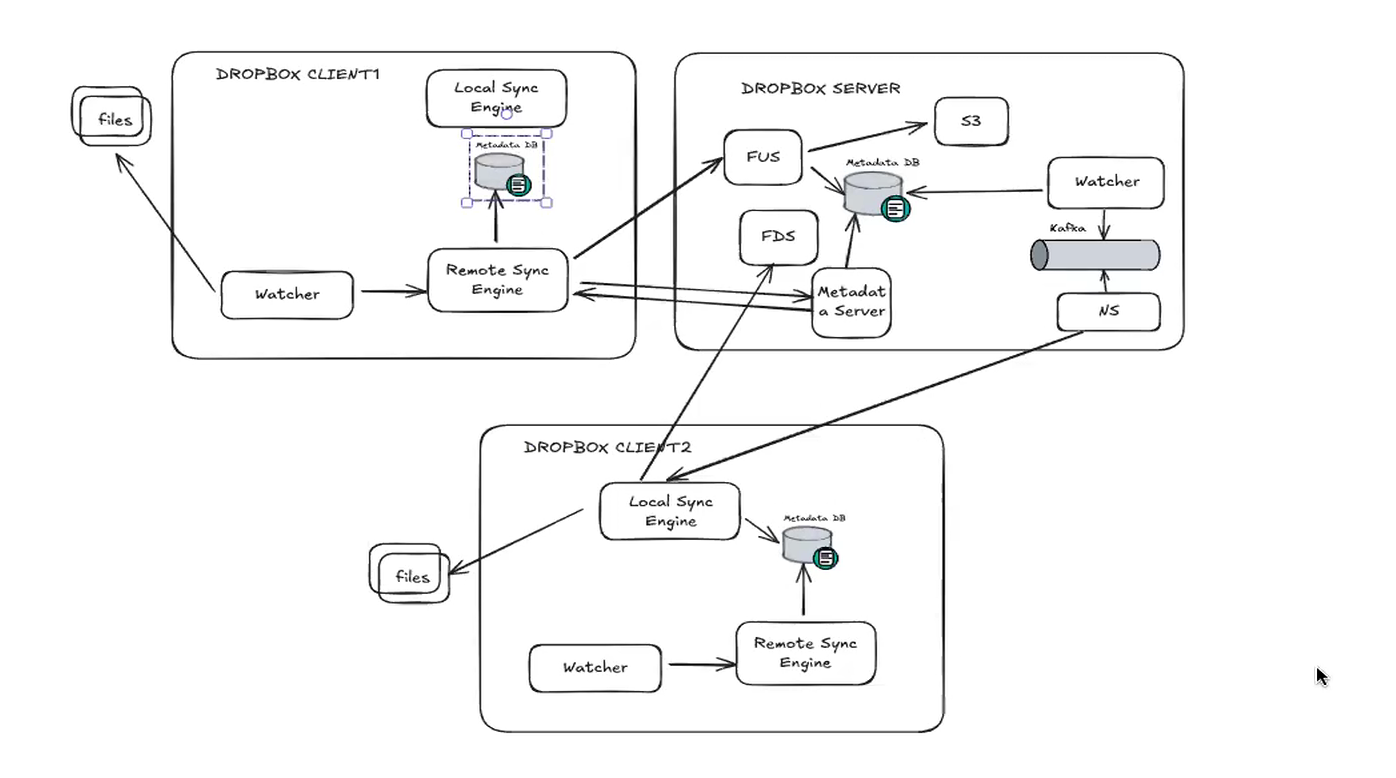 DROPBOX CLIENT1
files
Local Sync
Engine
Metadata DB
Remote Sync
Engine
Watcher
DROPBOX SERVER
S3
FUS
Metadata DB
Watcher
Kafka
FDS
Metadat
a Server
NS
DROPBOX CLIENT2
Local Sync
Engine
Metadata DB
files
Remote Sync
Engine
Watcher